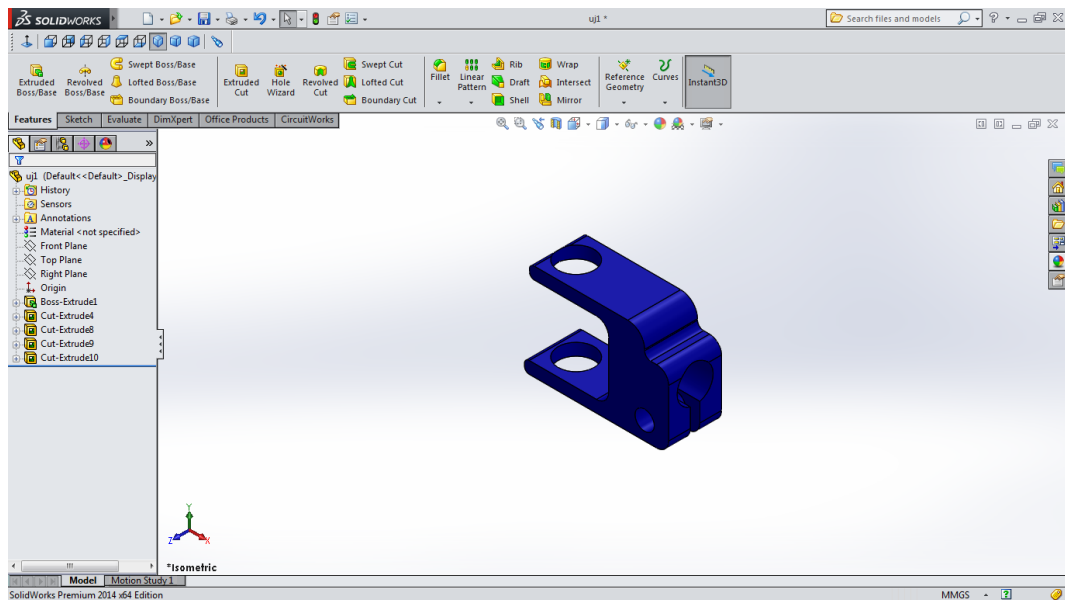 SOLIDWORKS
uj1 *
Search files and models
Extruded Boss/Base
Revolved Boss/Base
Swept Boss/Base
Lofted Boss/Base
Boundary Boss/Base
Extruded Cut
Hole Wizard
Revolved Cut
Swept Cut
Lofted Cut
Boundary Cut
Fillet
Linear Pattern
Rib
Draft
Shell
Wrap
Intersect
Mirror
Reference Geometry
Curves
Instant3D
Features Sketch Evaluate DimXpert Office Products CircuitWorks
uj1 (Default<<Default>_Display
History
Sensors
Annotations
Material <not specified>
Front Plane
Top Plane
Right Plane
Origin
Boss-Extrude1
Cut-Extrude4
Cut-Extrude8
Cut-Extrude9
Cut-Extrude10
Y
Z X
*Isometric
Model Motion Study 1
SolidWorks Premium 2014 x64 Edition MMGS